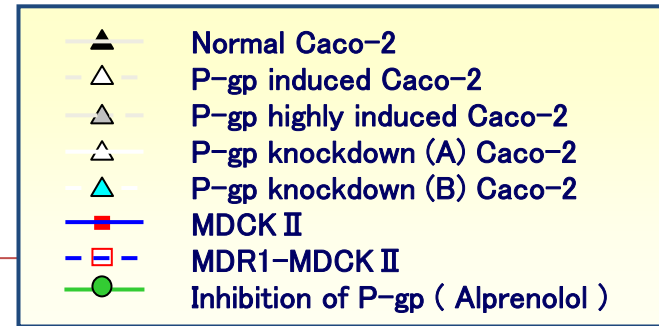 Normal Caco-2
P-gp induced Caco-2
P-gp highly induced Caco-2
P-gp knockdown (A) Caco-2
P-gp knockdown (B) Caco-2
MDCKⅡ
MDR1-MDCKⅡ
Inhibition of P-gp ( Alprenolol )